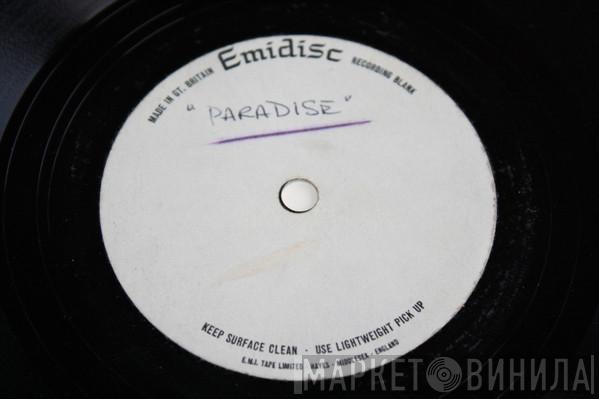 Emidisc
MADE IN GT. BRITAIN
RECORDING BLANK
"PARADISE"
KEEP SURFACE CLEAN - USE LIGHTWEIGHT PICK UP
E.M.I. TAPE LIMITED HAYES - MIDDLESEX - ENGLAND
МАРКЕТ ВИНИЛА